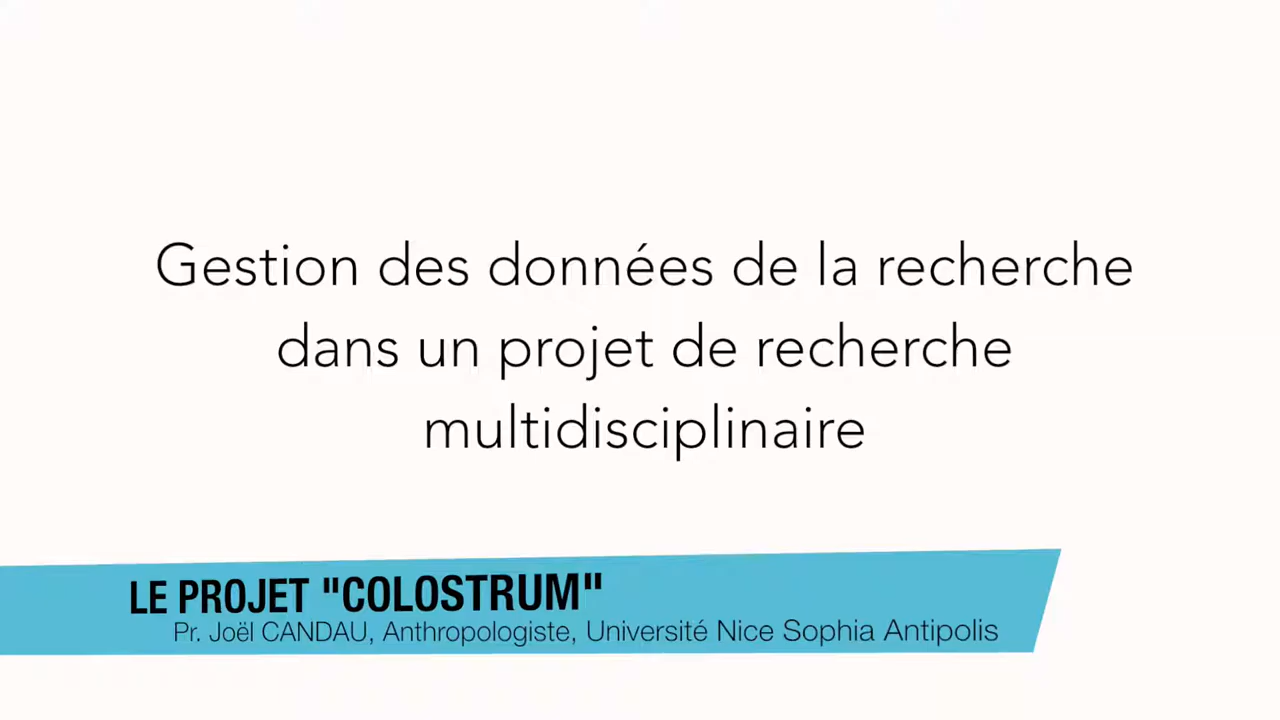 Gestion des données de la recherche
dans un projet de recherche
multidisciplinaire
LE PROJET "COLOSTRUM"
Pr. Joël CANDAU, Anthropologiste, Université Nice Sophia Antipolis